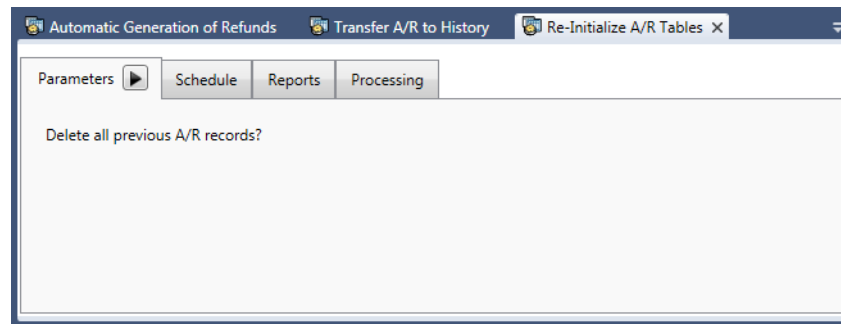 Automatic Generation of Refunds Transfer A/R to History Re-Initialize A/R Tables X
Parameters Schedule Reports Processing
Delete all previous A/R records?